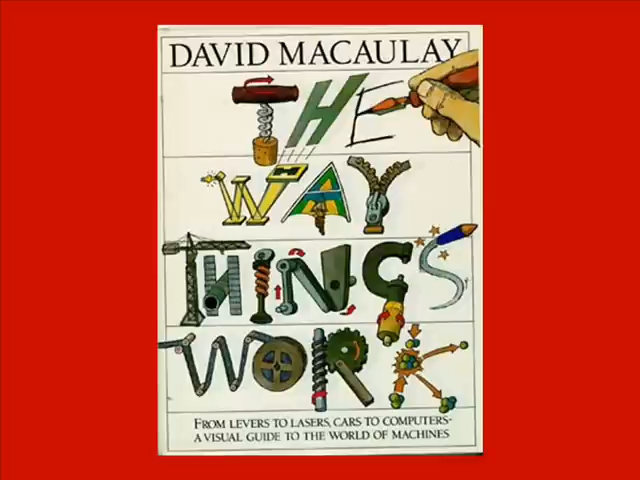 DAVID MACAULAY
THE
WAY
THINGS
WORK
FROM LEVERS TO LASERS, CARS TO COMPUTERS-
A VISUAL GUIDE TO THE WORLD OF MACHINES